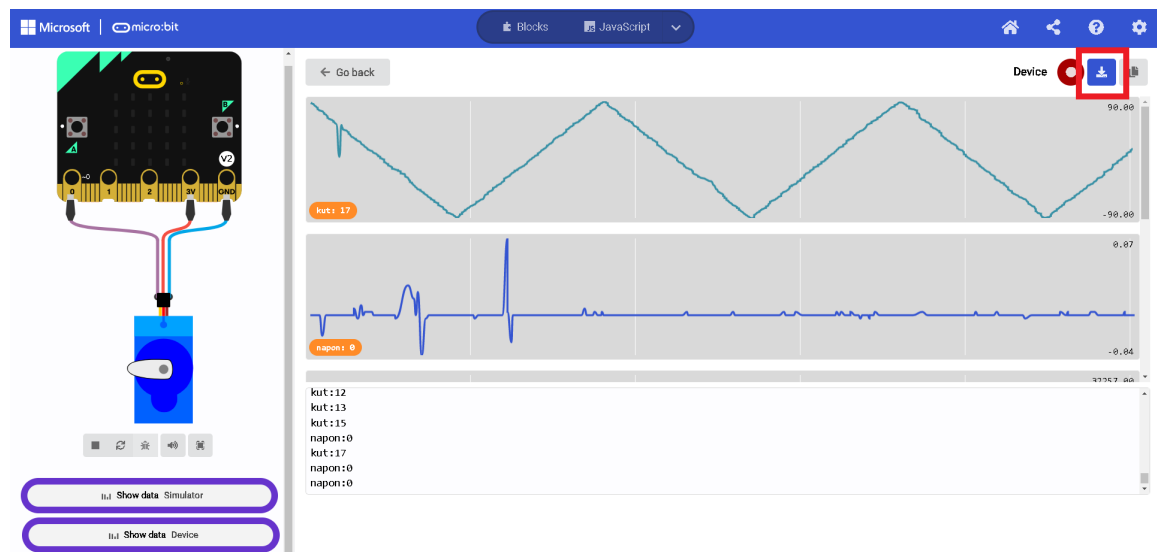 Microsoft micro:bit Blocks JavaScript
Go back Device
90.00
-90.00
kut: 17
0.07
-0.04
napon: 0
37257.00
kut:12
kut:13
kut:15
napon:0
kut:17
napon:0
napon:0
B
A
V2
~0
0 1 2 3V GND
Show data Simulator
Show data Device